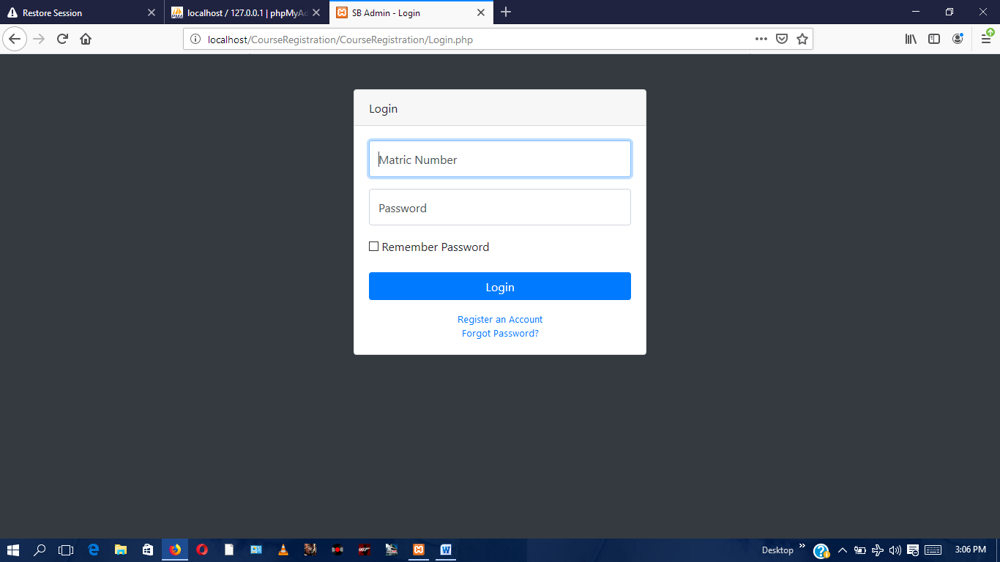 Restore Session
localhost / 127.0.0.1 | phpMyAd
SB Admin - Login
localhost/CourseRegistration/CourseRegistration/Login.php
Login
Matric Number
Password
Remember Password
Login
Register an Account
Forgot Password?
Desktop
3:06 PM